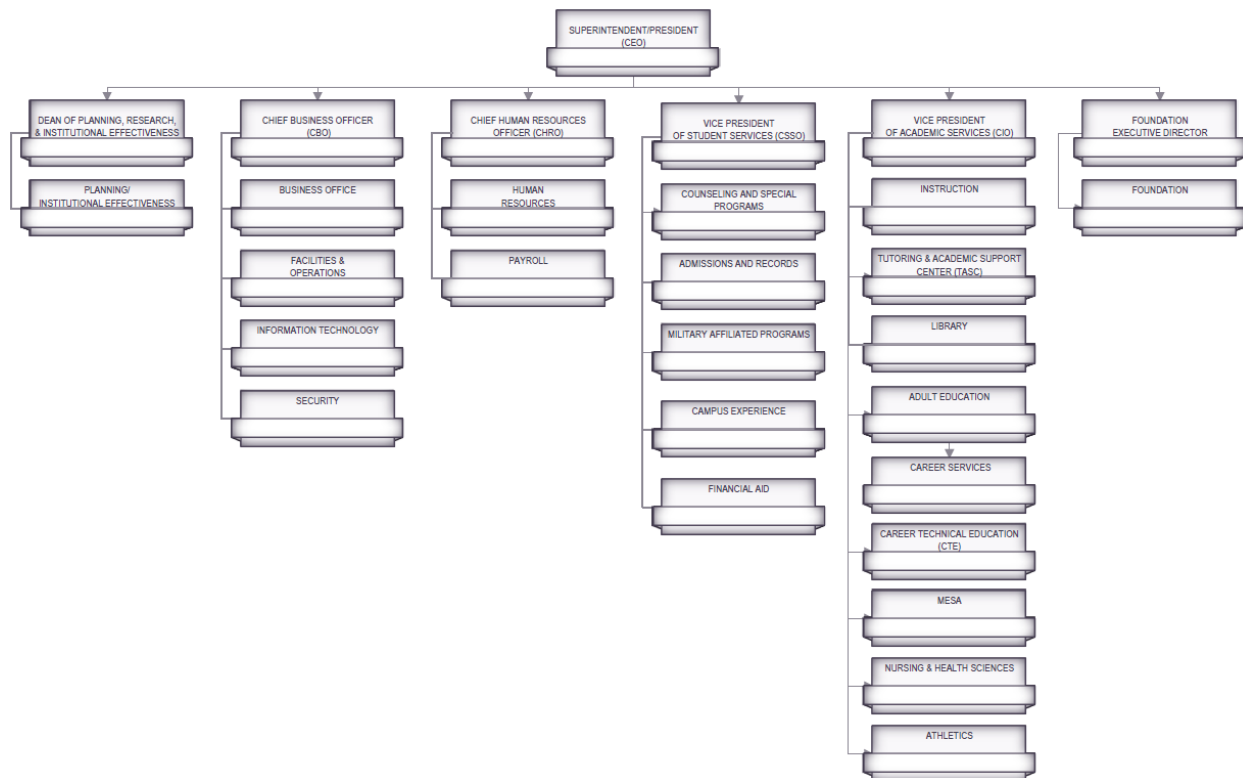 SUPERINTENDENT/PRESIDENT
(CEO)
DEAN OF PLANNING, RESEARCH,
& INSTITUTIONAL EFFECTIVENESS
PLANNING/
INSTITUTIONAL EFFECTIVENESS
CHIEF BUSINESS OFFICER
(CBO)
BUSINESS OFFICE
FACILITIES &
OPERATIONS
INFORMATION TECHNOLOGY
SECURITY
CHIEF HUMAN RESOURCES
OFFICER (CHRO)
HUMAN
RESOURCES
PAYROLL
VICE PRESIDENT
OF STUDENT SERVICES (CSSO)
COUNSELING AND SPECIAL
PROGRAMS
ADMISSIONS AND RECORDS
MILITARY AFFILIATED PROGRAMS
CAMPUS EXPERIENCE
FINANCIAL AID
VICE PRESIDENT
OF ACADEMIC SERVICES (CIO)
INSTRUCTION
TUTORING & ACADEMIC SUPPORT
CENTER (TASC)
LIBRARY
ADULT EDUCATION
CAREER SERVICES
CAREER TECHNICAL EDUCATION
(CTE)
MESA
NURSING & HEALTH SCIENCES
ATHLETICS
FOUNDATION
EXECUTIVE DIRECTOR
FOUNDATION